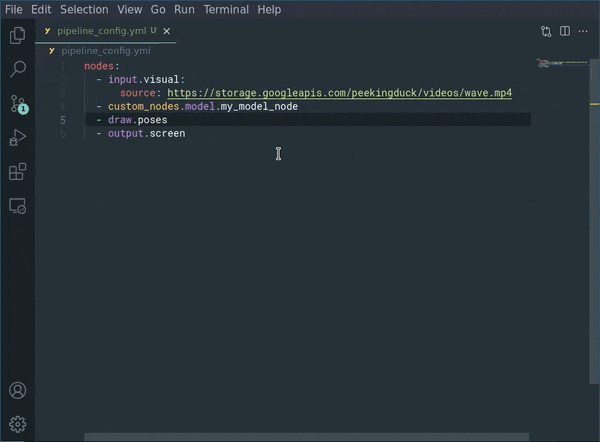 File Edit Selection View Go Run Terminal Help
pipeline_config.yml U
pipeline_config.yml
1 nodes:
2 - input.visual:
3 source: https://storage.googleapis.com/peekingduck/videos/wave.mp4
4 - custom_nodes.model.my_model_node
5 - draw.poses
6 - output.screen
1